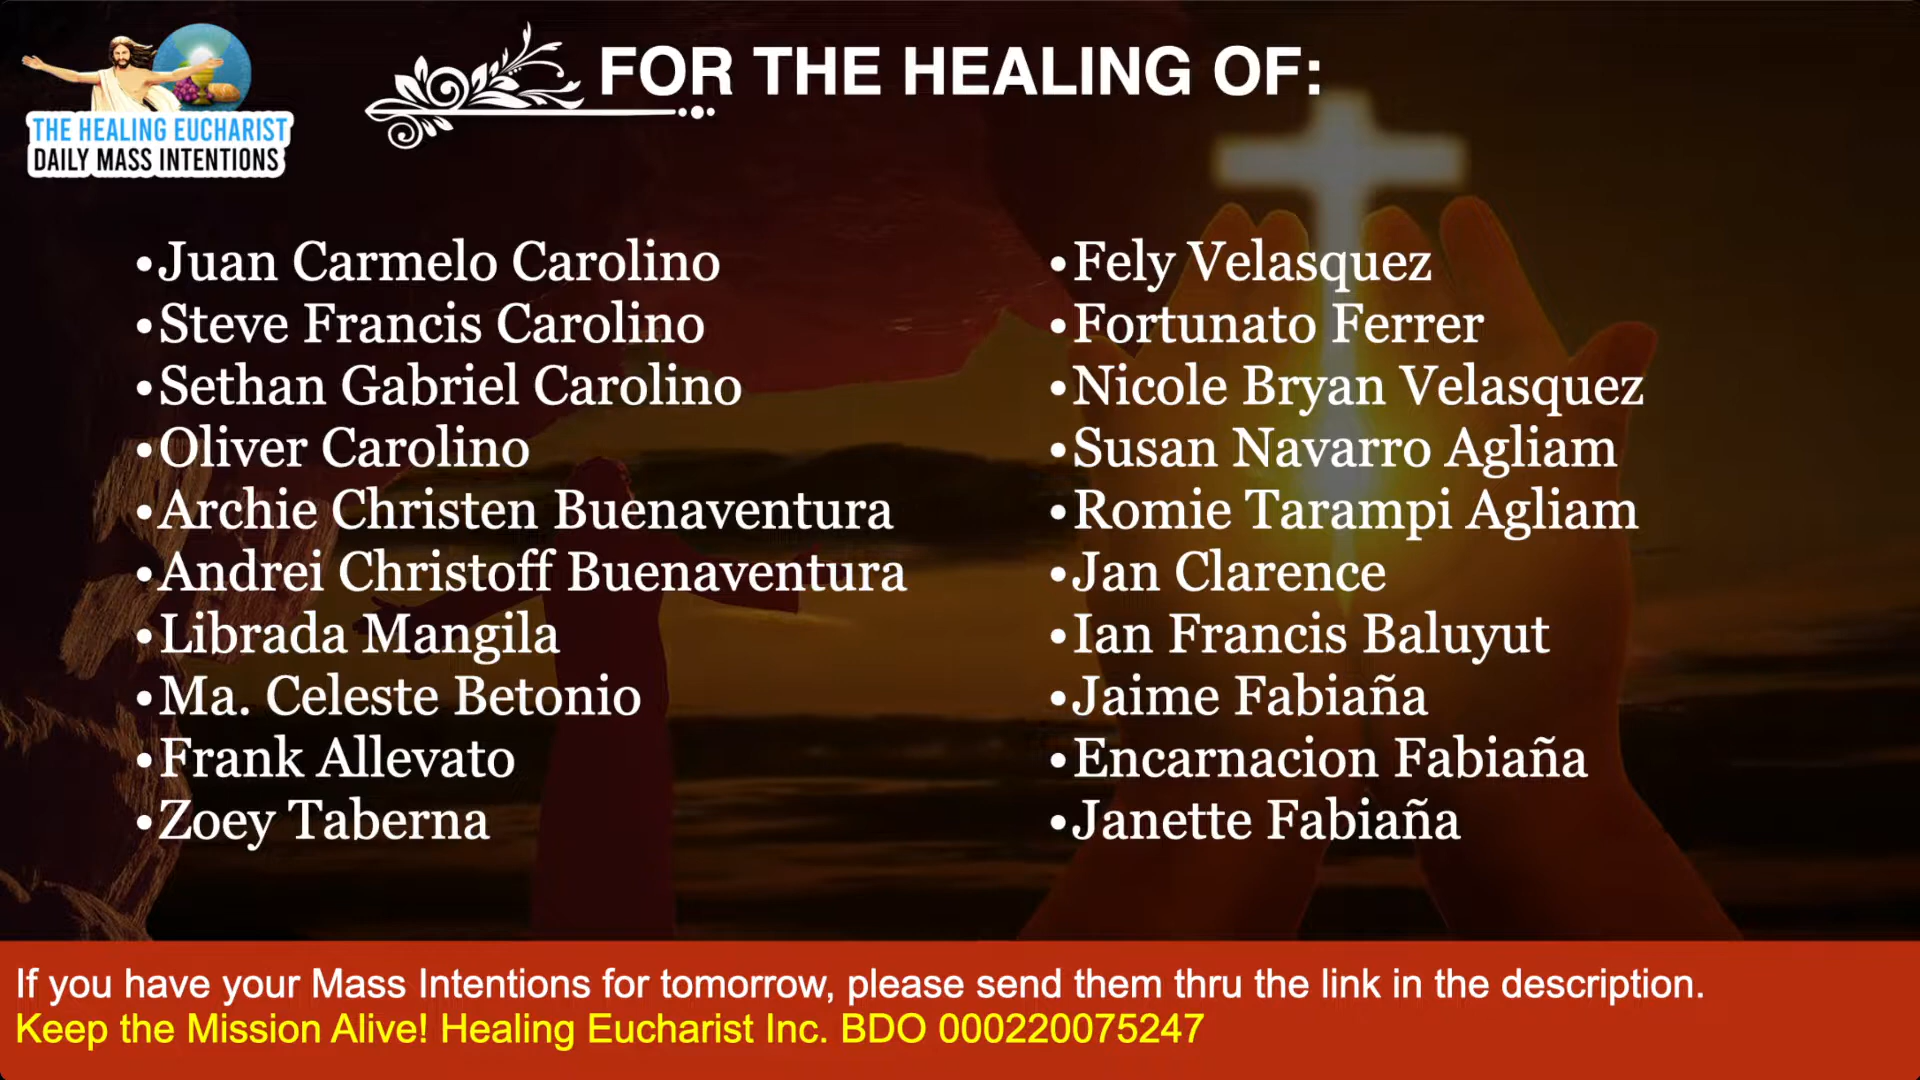 THE HEALING EUCHARIST
DAILY MASS INTENTIONS
FOR THE HEALING OF:
•Juan Carmelo Carolino
•Steve Francis Carolino
•Sethan Gabriel Carolino
•Oliver Carolino
•Archie Christen Buenaventura
•Andrei Christoff Buenaventura
•Librada Mangila
•Ma. Celeste Betonio
•Frank Allevato
•Zoey Taberna
•Fely Velasquez
•Fortunato Ferrer
•Nicole Bryan Velasquez
•Susan Navarro Agliam
•Romie Tarampi Agliam
•Jan Clarence
•Ian Francis Baluyut
•Jaime Fabiaña
•Encarnacion Fabiaña
•Janette Fabiaña
If you have your Mass Intentions for tomorrow, please send them thru the link in the description.
Keep the Mission Alive! Healing Eucharist Inc. BDO 000220075247